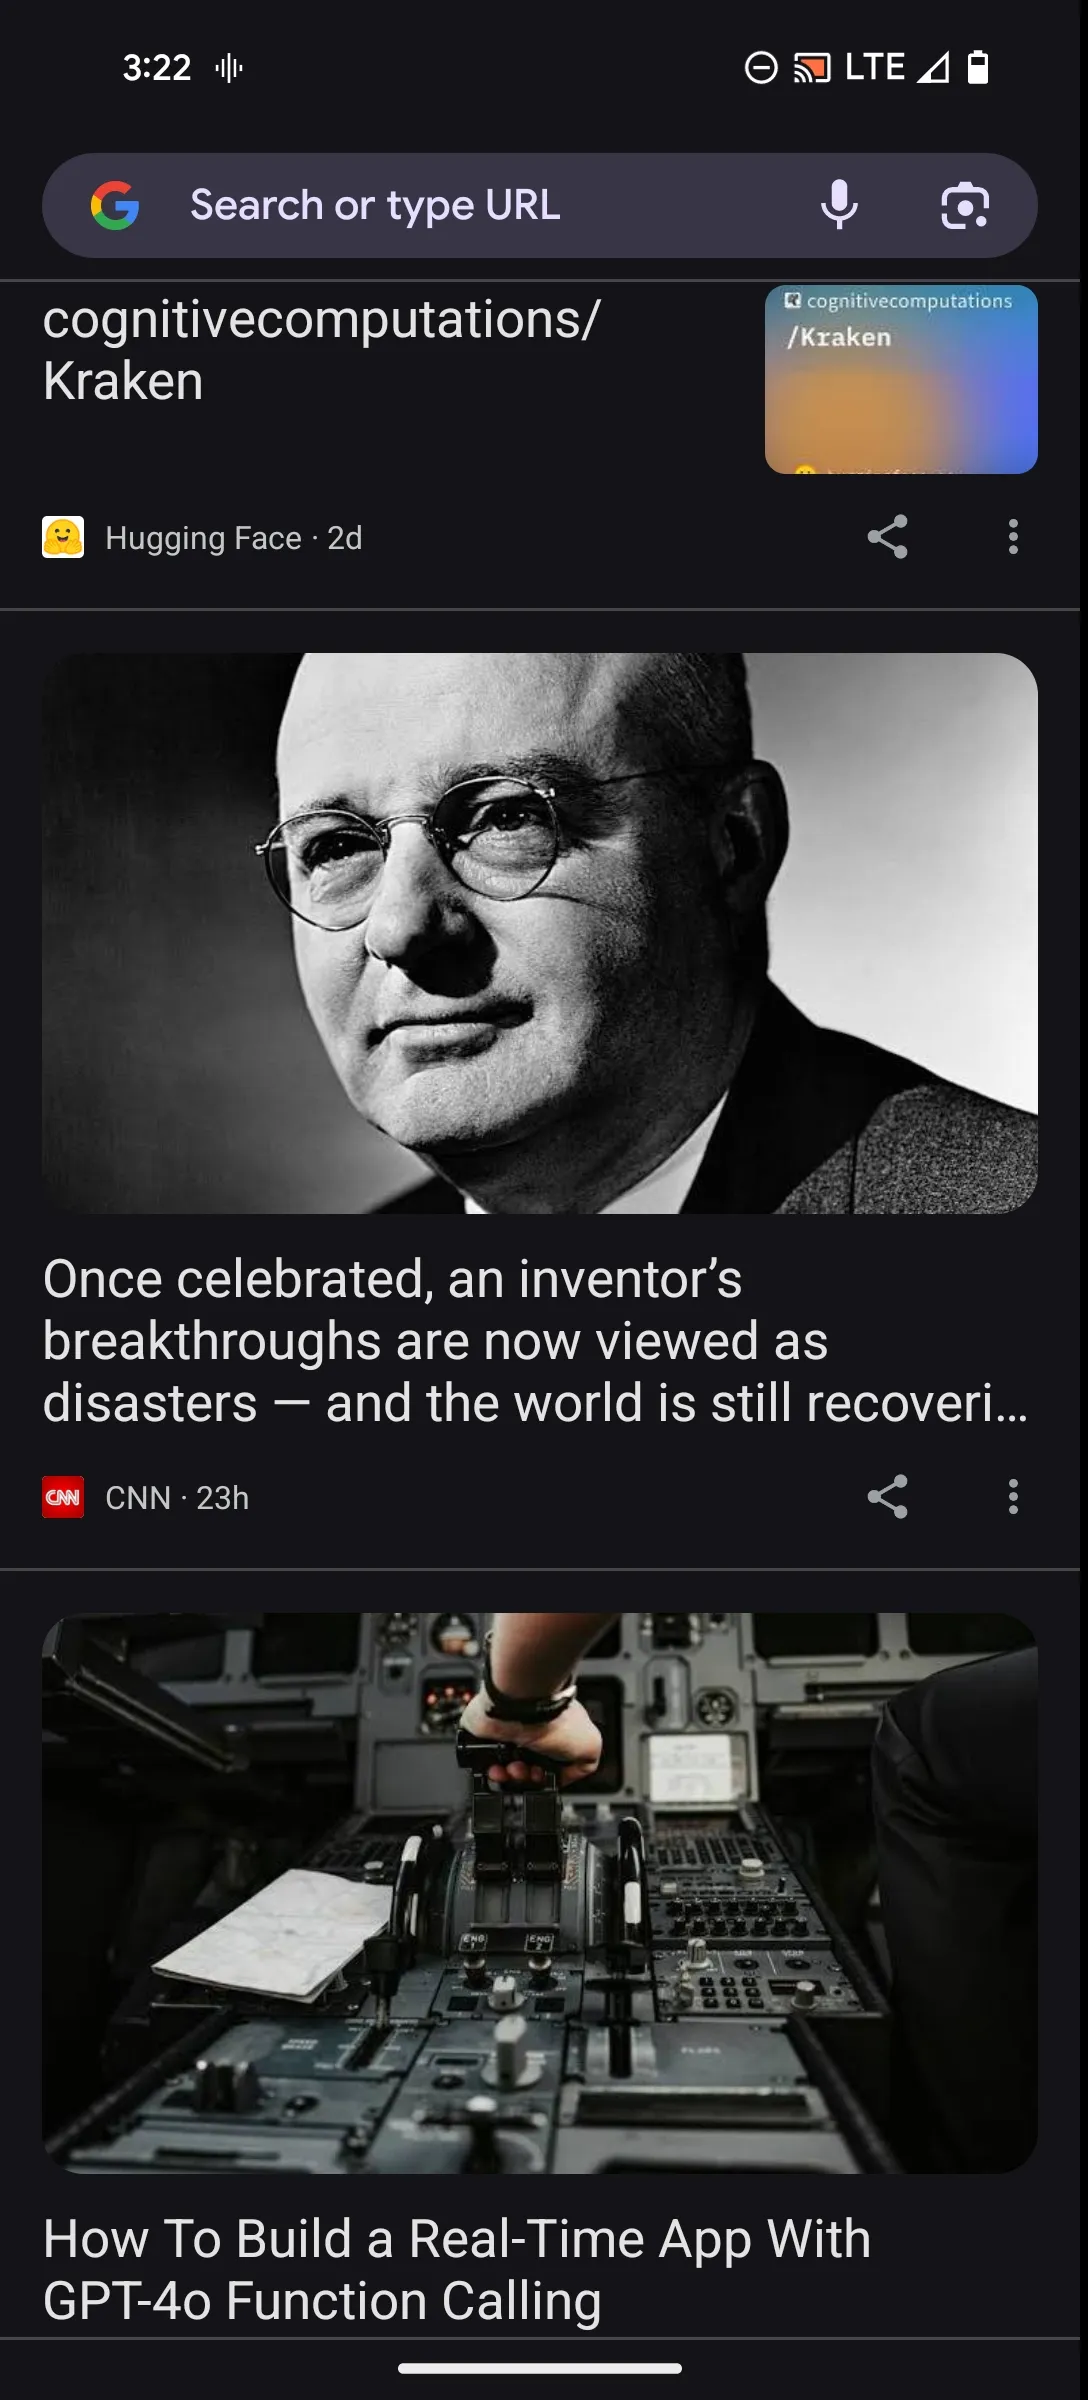 3:22
LTE
Search or type URL
cognitivecomputations/
Kraken
cognitivecomputations
/Kraken
Hugging Face · 2d
Once celebrated, an inventor’s
breakthroughs are now viewed as
disasters — and the world is still recoveri…
CNN
CNN · 23h
ENG
1
ENG
2
How To Build a Real-Time App With
GPT-4o Function Calling